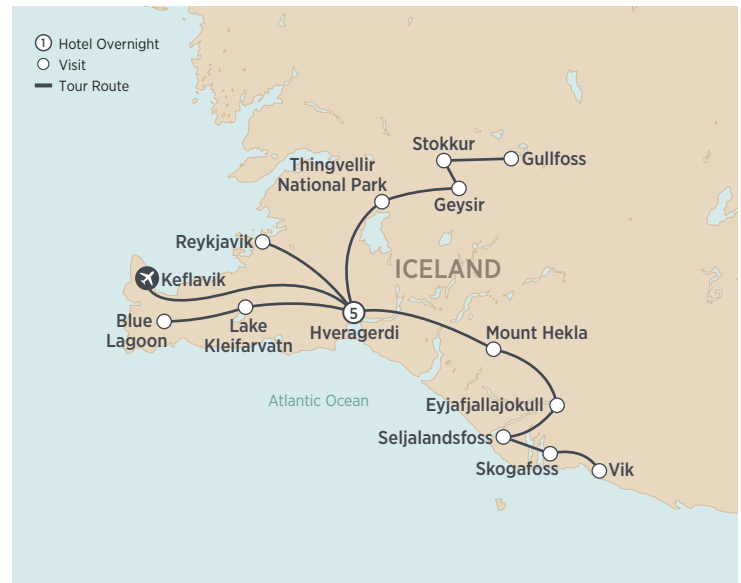 1 Hotel Overnight
Visit
Tour Route
Stokkur
Gullfoss
Thingvellir
National Park
Geysir
Reykjavik
ICELAND
Keflavik
5
Blue
Lagoon
Lake
Kleifarvatn
Hveragerdi
Mount Hekla
Atlantic Ocean
Eyjafjallajokull
Seljalandsfoss
Skogafoss
Vik